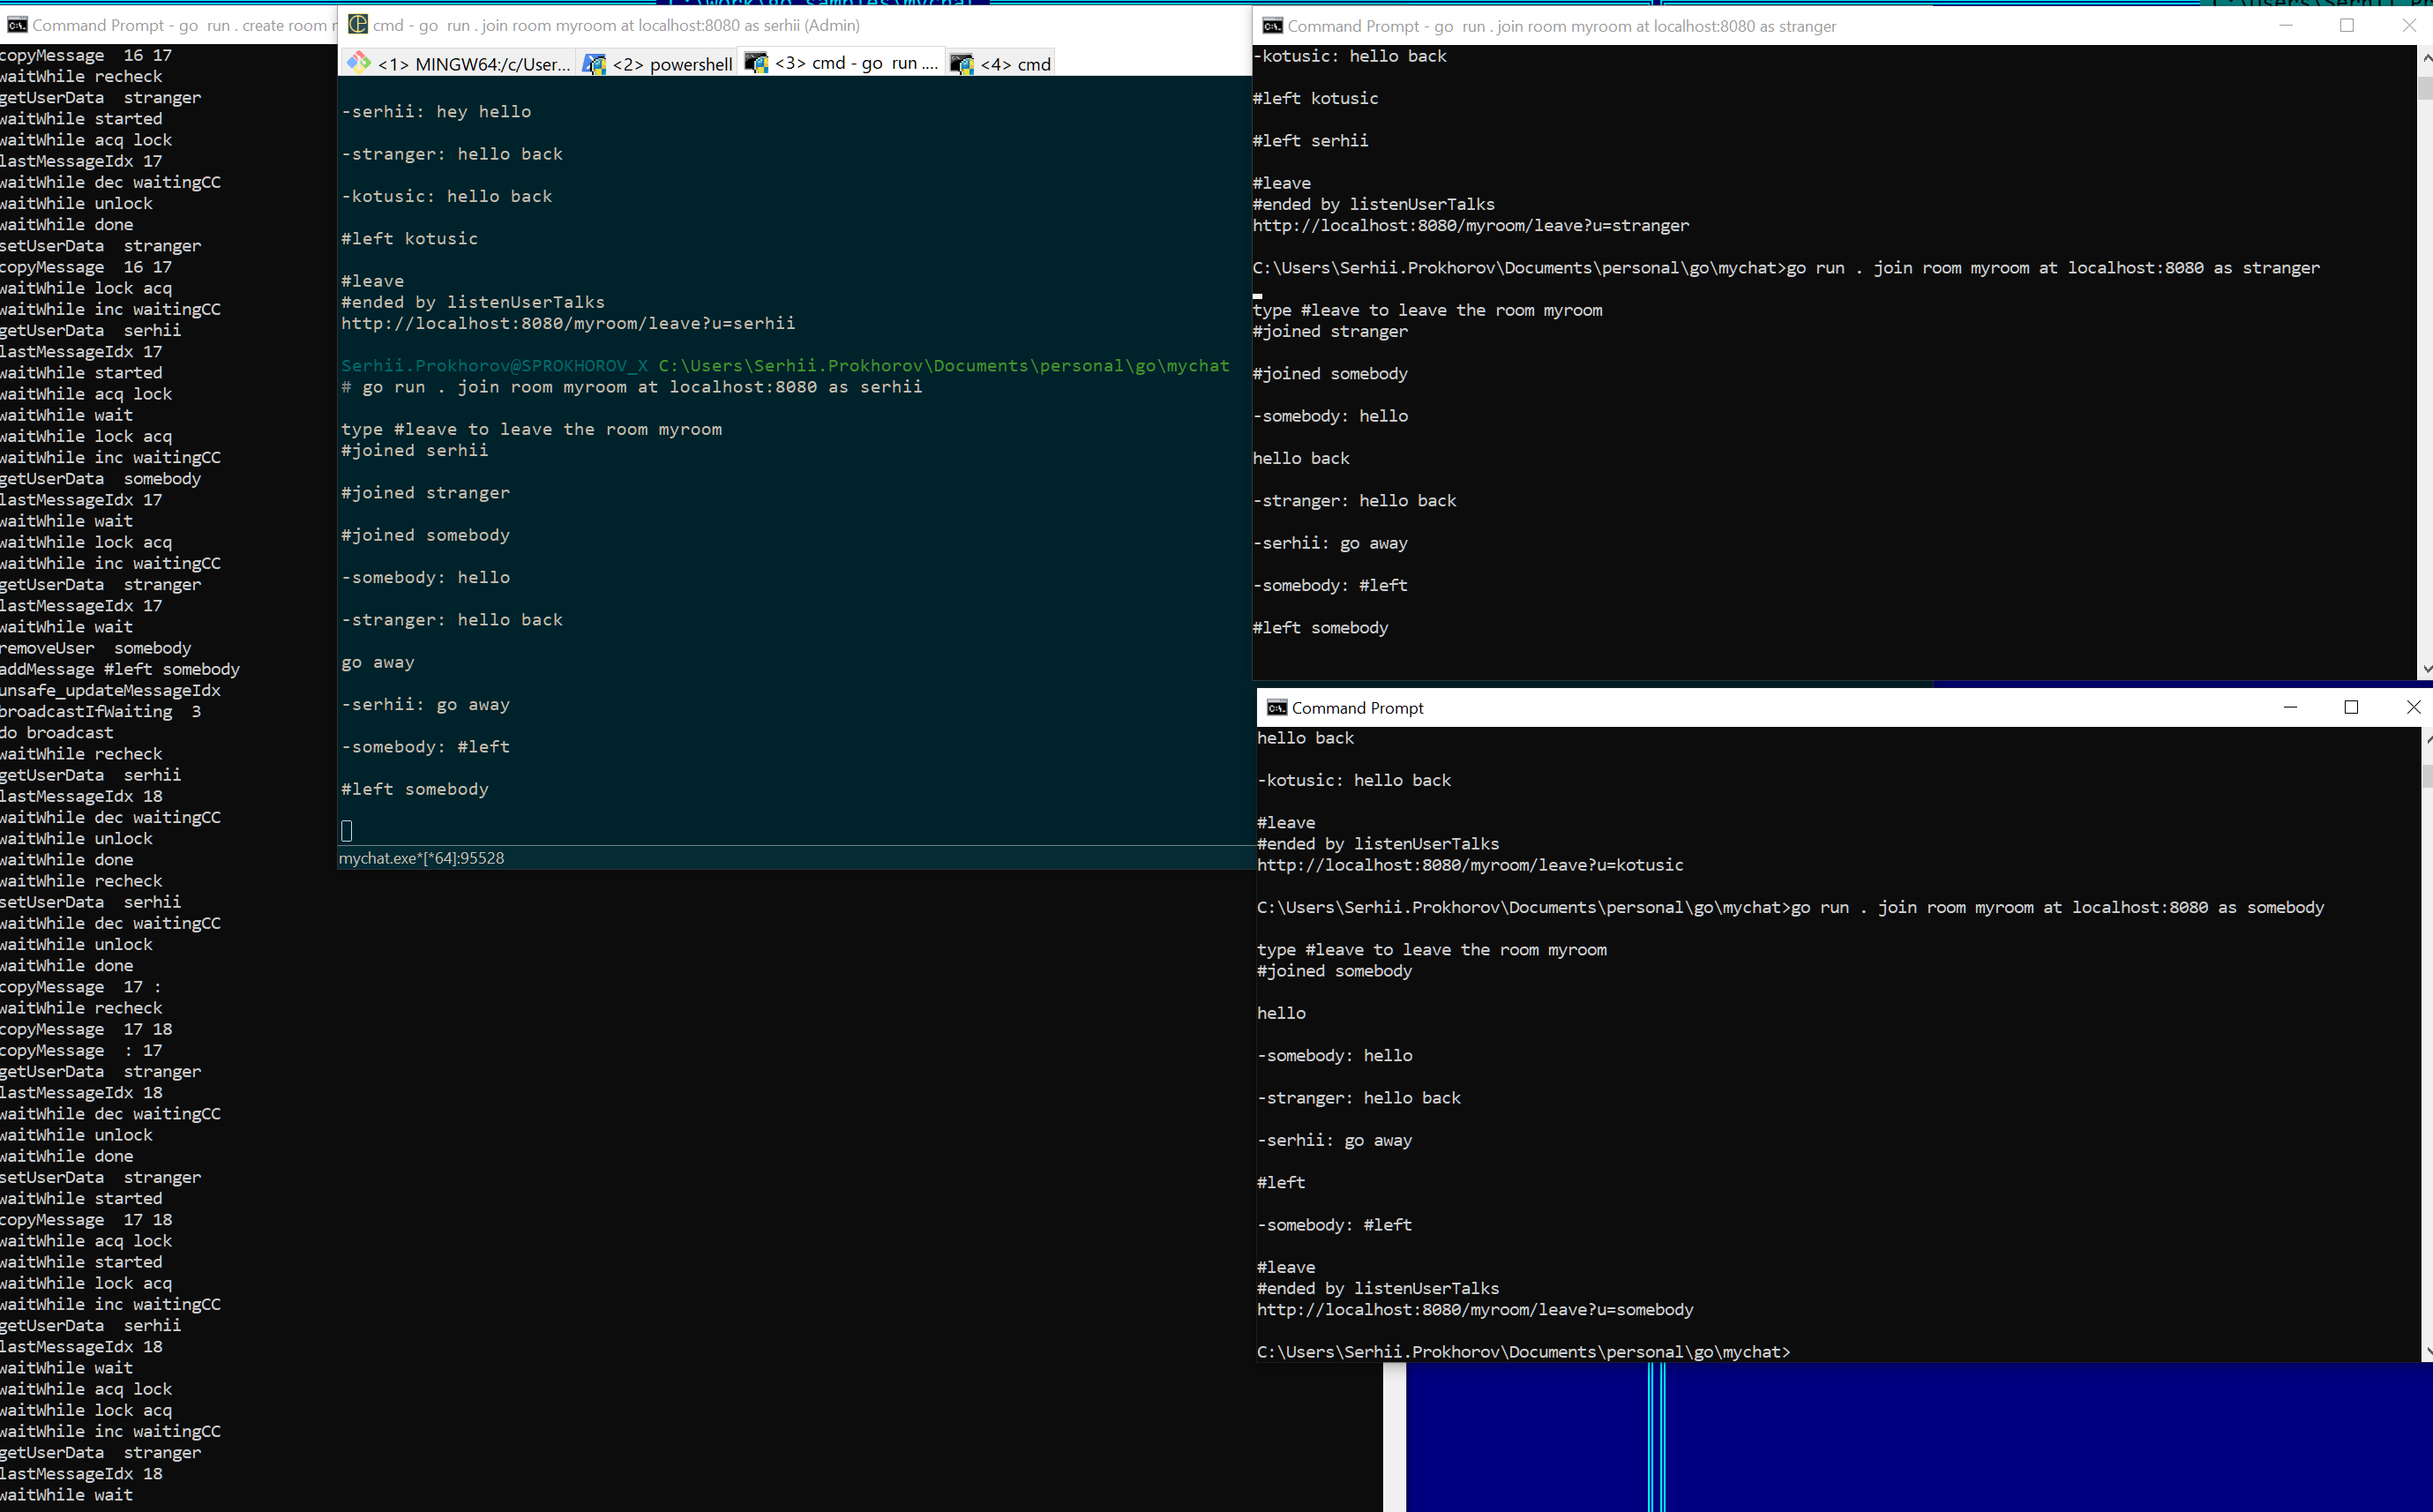 C:\work\go_samples\mychat
Command Prompt - go  run . create room r
copyMessage  16 17
waitWhile recheck
getUserData  stranger
waitWhile started
waitWhile acq lock
lastMessageIdx 17
waitWhile dec waitingCC
waitWhile unlock
waitWhile done
setUserData  stranger
copyMessage  16 17
waitWhile lock acq
waitWhile inc waitingCC
getUserData  serhii
lastMessageIdx 17
waitWhile started
waitWhile acq lock
waitWhile wait
waitWhile lock acq
waitWhile inc waitingCC
getUserData  somebody
lastMessageIdx 17
waitWhile wait
waitWhile lock acq
waitWhile inc waitingCC
getUserData  stranger
lastMessageIdx 17
waitWhile wait
removeUser  somebody
addMessage #left somebody
unsafe_updateMessageIdx
broadcastIfWaiting  3
do broadcast
waitWhile recheck
getUserData  serhii
lastMessageIdx 18
waitWhile dec waitingCC
waitWhile unlock
waitWhile done
waitWhile recheck
setUserData  serhii
waitWhile dec waitingCC
waitWhile unlock
waitWhile done
copyMessage  17 :
waitWhile recheck
copyMessage  17 18
copyMessage  : 17
getUserData  stranger
lastMessageIdx 18
waitWhile dec waitingCC
waitWhile unlock
waitWhile done
setUserData  stranger
waitWhile started
copyMessage  17 18
waitWhile acq lock
waitWhile started
waitWhile lock acq
waitWhile inc waitingCC
getUserData  serhii
lastMessageIdx 18
waitWhile wait
waitWhile acq lock
waitWhile lock acq
waitWhile inc waitingCC
getUserData  stranger
lastMessageIdx 18
waitWhile wait
cmd - go  run . join room myroom at localhost:8080 as serhii (Admin)
<1> MINGW64:/c/User... <2> powershell <3> cmd - go  run .... <4> cmd
-serhii: hey hello
-stranger: hello back
-kotusic: hello back
#left kotusic
#leave
#ended by listenUserTalks
http://localhost:8080/myroom/leave?u=serhii
Serhii.Prokhorov@SPROKHOROV_X C:\Users\Serhii.Prokhorov\Documents\personal\go\mychat
# go run . join room myroom at localhost:8080 as serhii
type #leave to leave the room myroom
#joined serhii
#joined stranger
#joined somebody
-somebody: hello
-stranger: hello back
go away
-serhii: go away
-somebody: #left
#left somebody
mychat.exe*[*64]:95528
Command Prompt - go  run . join room myroom at localhost:8080 as stranger
-kotusic: hello back
#left kotusic
#left serhii
#leave
#ended by listenUserTalks
http://localhost:8080/myroom/leave?u=stranger
C:\Users\Serhii.Prokhorov\Documents\personal\go\mychat>go run . join room myroom at localhost:8080 as stranger
type #leave to leave the room myroom
#joined stranger
#joined somebody
-somebody: hello
hello back
-stranger: hello back
-serhii: go away
-somebody: #left
#left somebody
Command Prompt
hello back
-kotusic: hello back
#leave
#ended by listenUserTalks
http://localhost:8080/myroom/leave?u=kotusic
C:\Users\Serhii.Prokhorov\Documents\personal\go\mychat>go run . join room myroom at localhost:8080 as somebody
type #leave to leave the room myroom
#joined somebody
hello
-somebody: hello
-stranger: hello back
-serhii: go away
#left
-somebody: #left
#leave
#ended by listenUserTalks
http://localhost:8080/myroom/leave?u=somebody
C:\Users\Serhii.Prokhorov\Documents\personal\go\mychat>